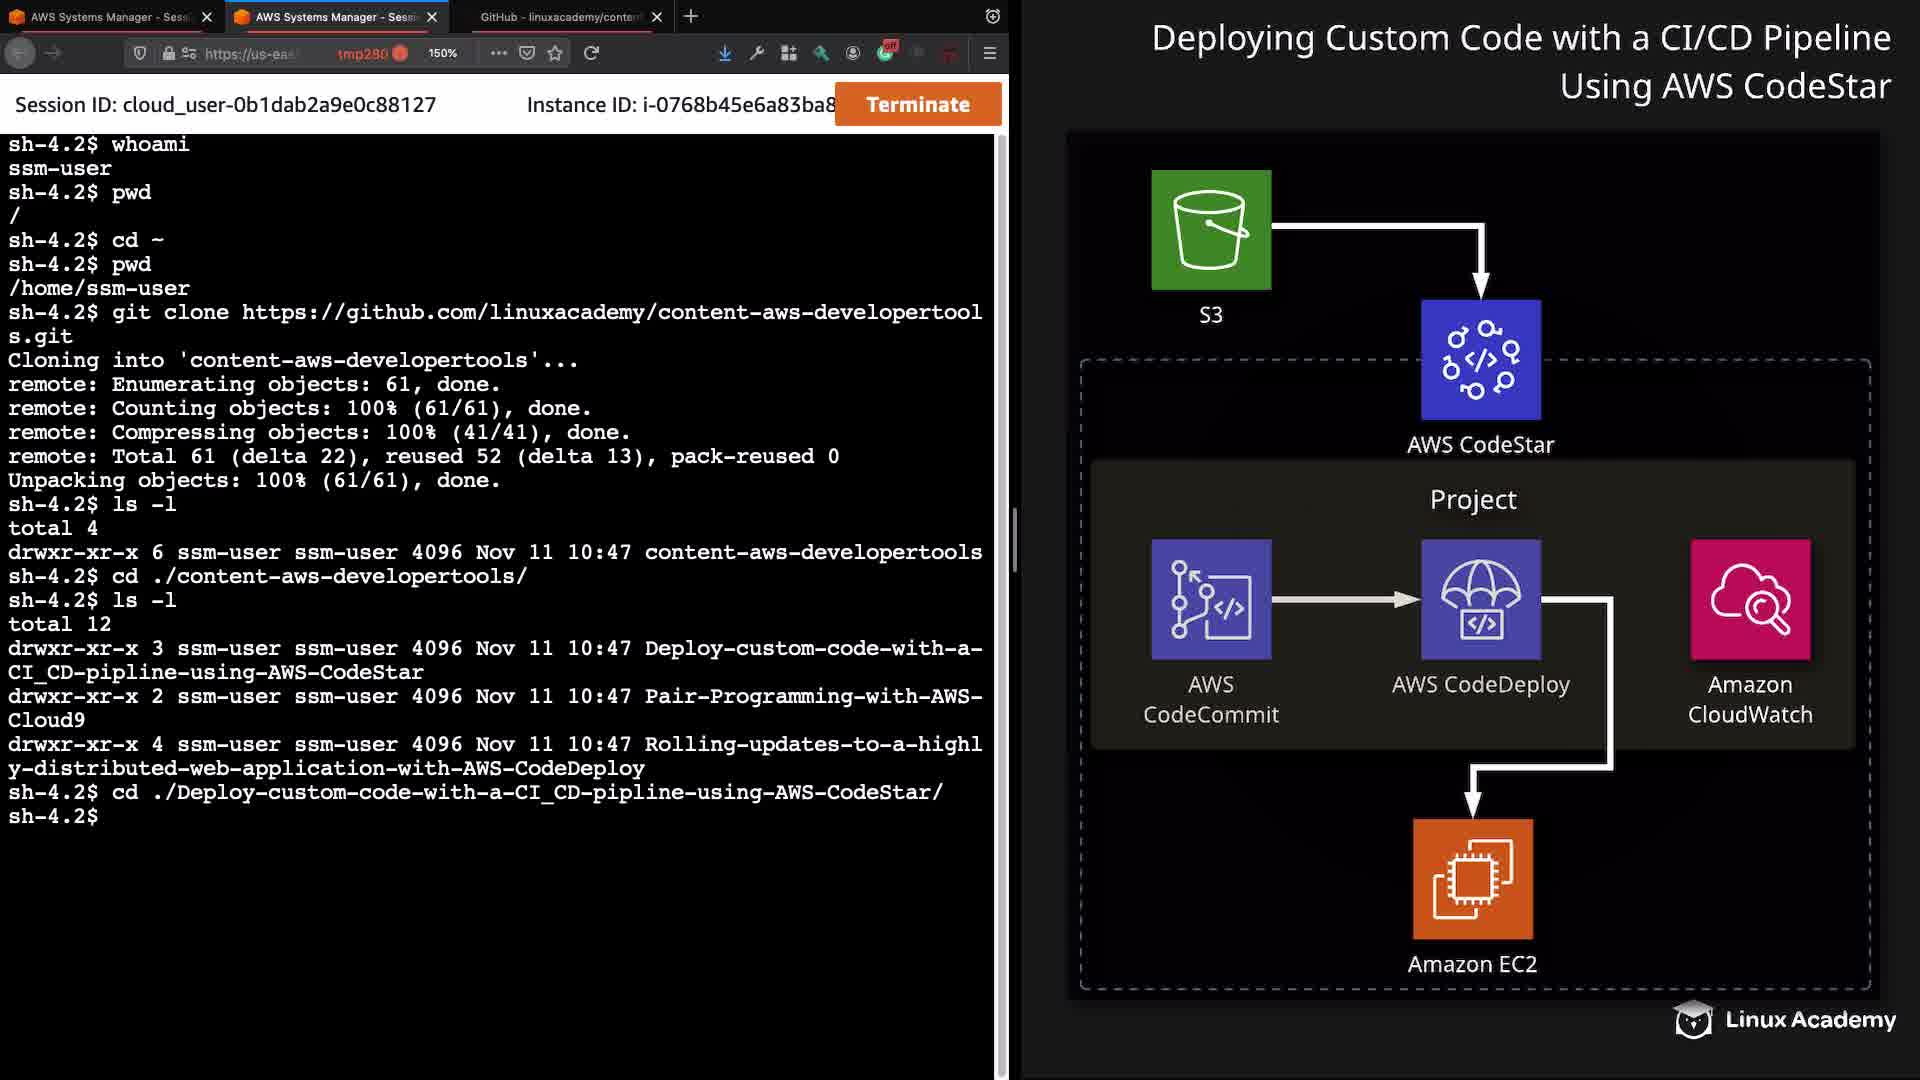 AWS Systems Manager - Sess
AWS Systems Manager - Sessi
GitHub - linuxacademy/conten
https://us-eas
tmp280
150%
off
Session ID: cloud_user-0b1dab2a9e0c88127
Instance ID: i-0768b45e6a83ba8
Terminate
sh-4.2$ whoami
ssm-user
sh-4.2$ pwd
/
sh-4.2$ cd ~
sh-4.2$ pwd
/home/ssm-user
sh-4.2$ git clone https://github.com/linuxacademy/content-aws-developertool
s.git
Cloning into 'content-aws-developertools'...
remote: Enumerating objects: 61, done.
remote: Counting objects: 100% (61/61), done.
remote: Compressing objects: 100% (41/41), done.
remote: Total 61 (delta 22), reused 52 (delta 13), pack-reused 0
Unpacking objects: 100% (61/61), done.
sh-4.2$ ls -l
total 4
drwxr-xr-x 6 ssm-user ssm-user 4096 Nov 11 10:47 content-aws-developertools
sh-4.2$ cd ./content-aws-developertools/
sh-4.2$ ls -l
total 12
drwxr-xr-x 3 ssm-user ssm-user 4096 Nov 11 10:47 Deploy-custom-code-with-a-
CI_CD-pipline-using-AWS-CodeStar
drwxr-xr-x 2 ssm-user ssm-user 4096 Nov 11 10:47 Pair-Programming-with-AWS-
Cloud9
drwxr-xr-x 4 ssm-user ssm-user 4096 Nov 11 10:47 Rolling-updates-to-a-highl
y-distributed-web-application-with-AWS-CodeDeploy
sh-4.2$ cd ./Deploy-custom-code-with-a-CI_CD-pipline-using-AWS-CodeStar/
sh-4.2$
Deploying Custom Code with a CI/CD Pipeline
Using AWS CodeStar
S3
AWS CodeStar
Project
AWS
CodeCommit
AWS CodeDeploy
Amazon
CloudWatch
Amazon EC2
Linux Academy